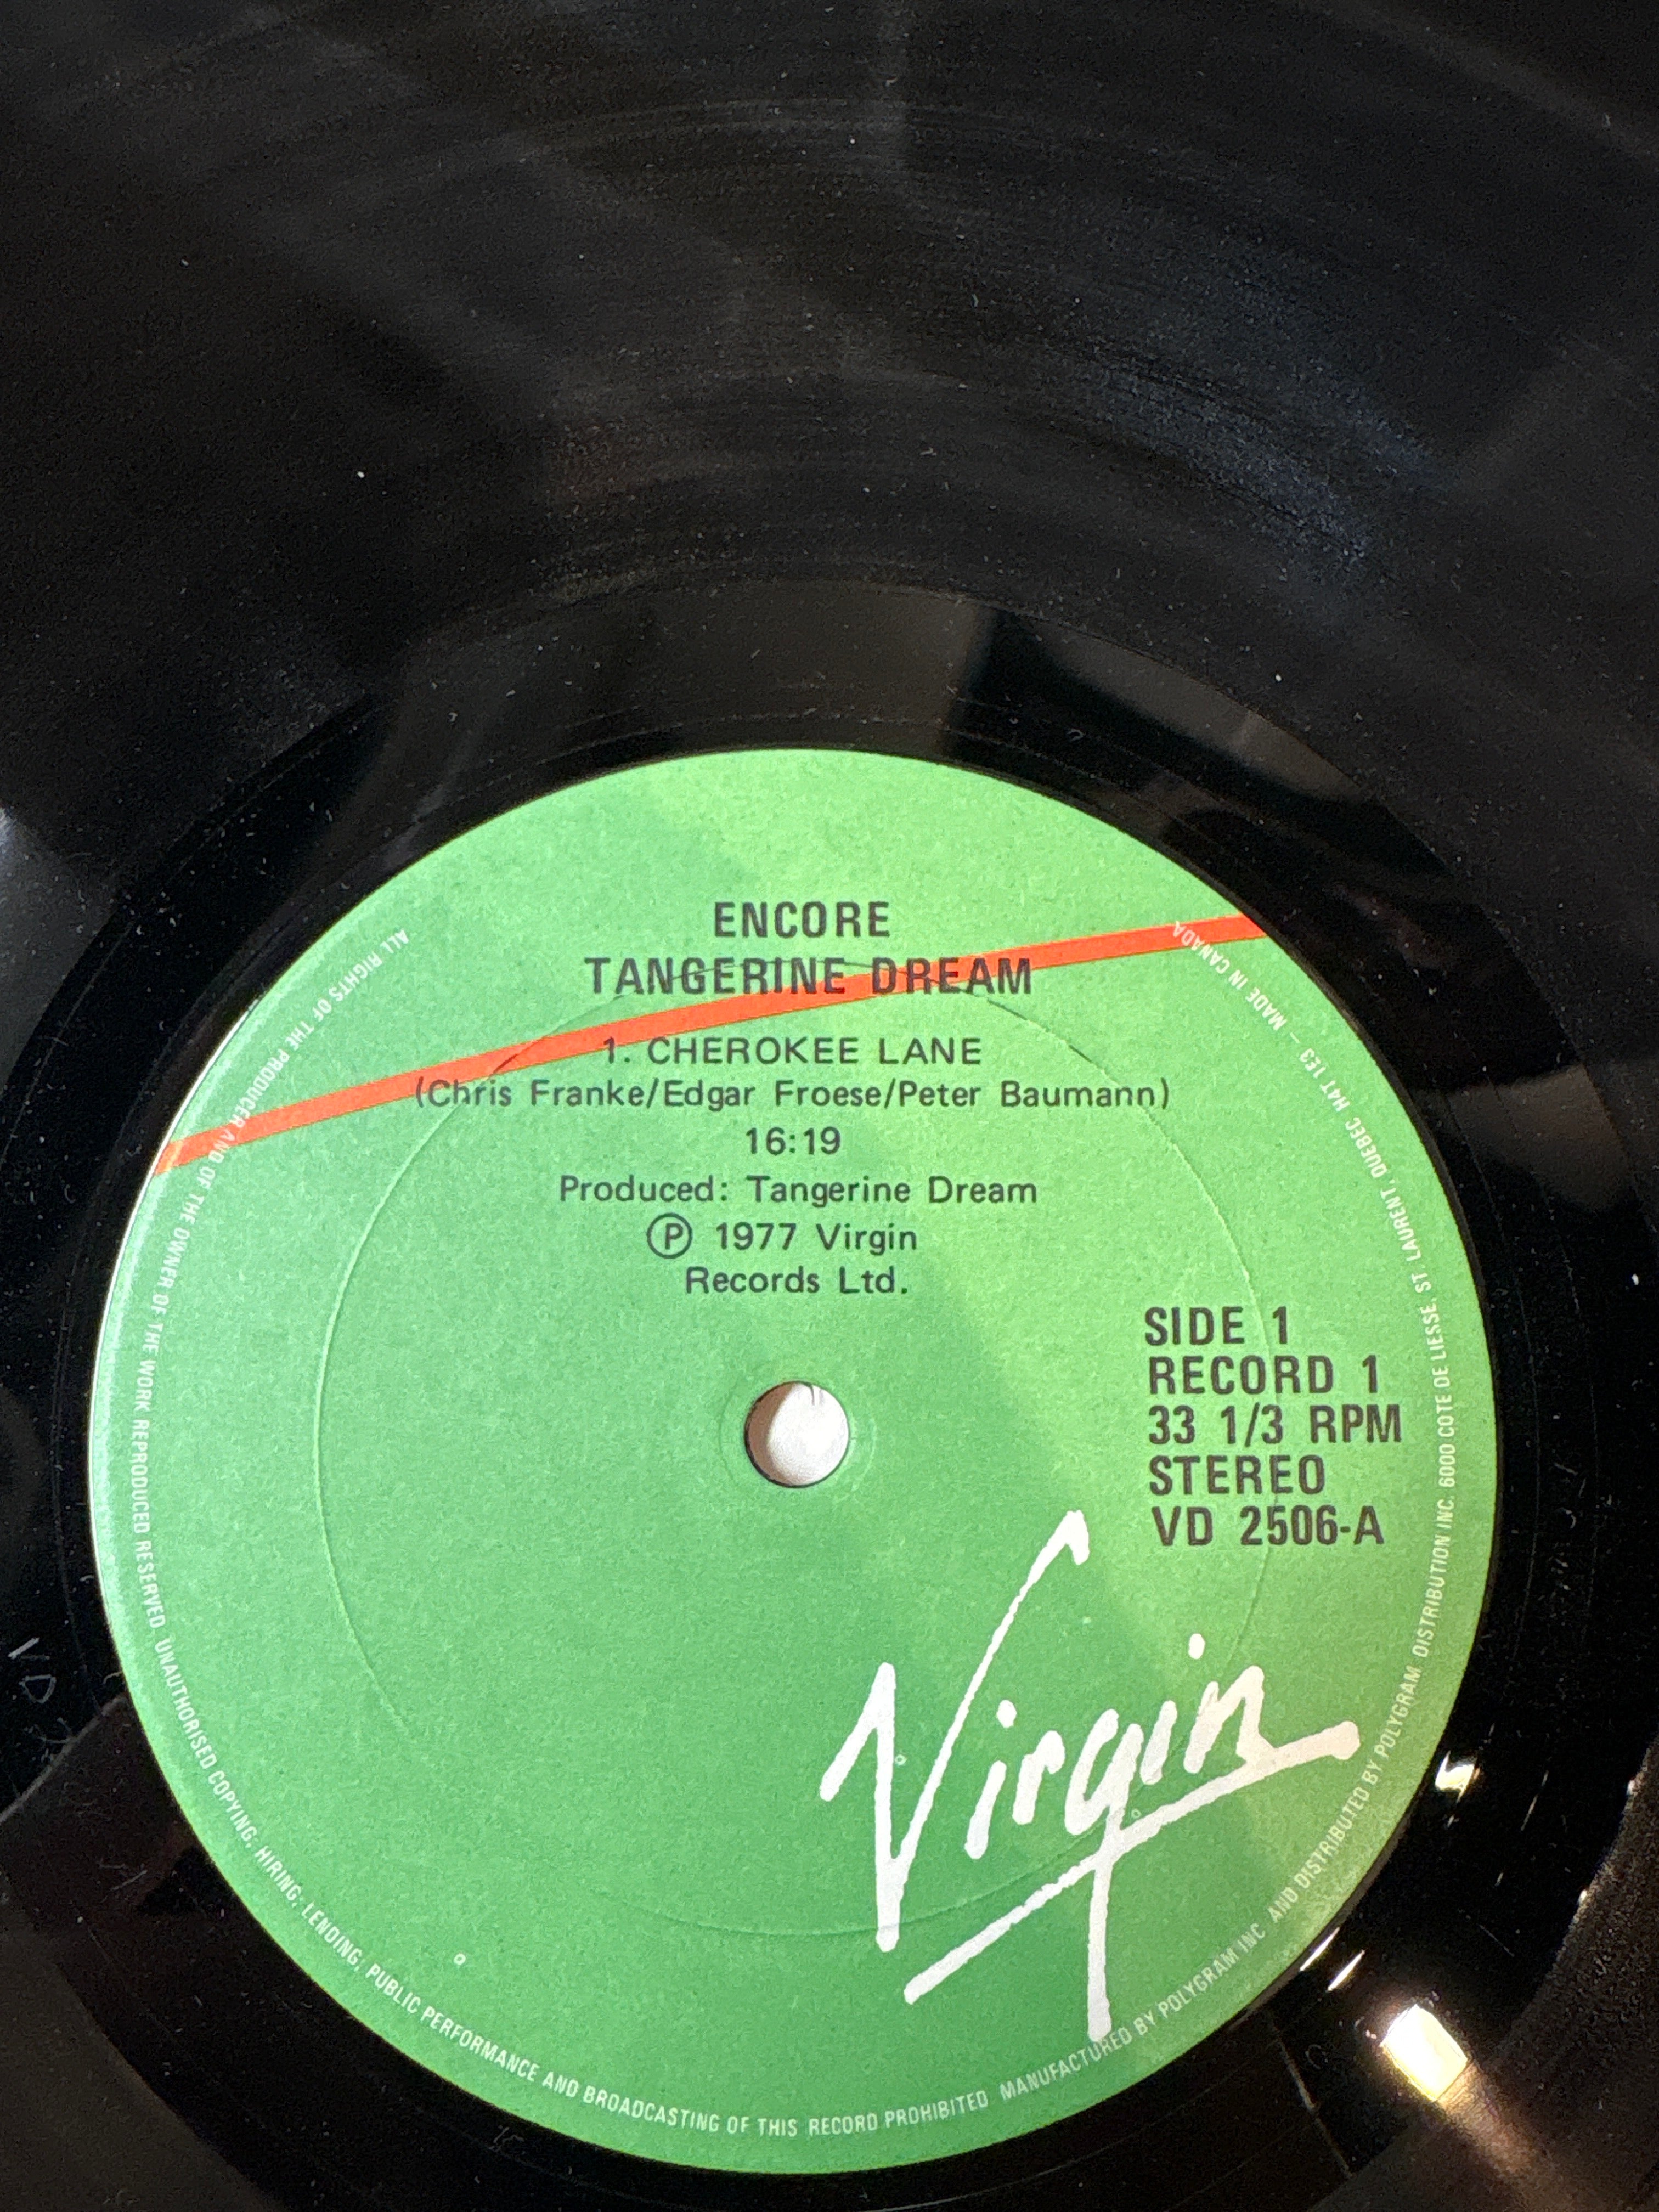 ENCORE
TANGERINE DREAM
1. CHEROKEE LANE
(Chris Franke/Edgar Froese/Peter Baumann)
16:19
Produced: Tangerine Dream
Ⓟ 1977 Virgin
Records Ltd.
SIDE 1
RECORD 1
33 1/3 RPM
STEREO
VD 2506-A
Virgin
ALL RIGHTS OF THE PRODUCER AND OF THE OWNER OF THE WORK REPRODUCED RESERVED UNAUTHORISED COPYING; HIRING; LENDING; PUBLIC PERFORMANCE AND BROADCASTING OF THIS RECORD PROHIBITED MANUFACTURED BY POLYGRAM INC AND DISTRIBUTED BY POLYGRAM DISTRIBUTION INC. 6000 COTE DE LIESSE, ST LAURENT, QUEBEC H4T 1E3 — MADE IN CANADA